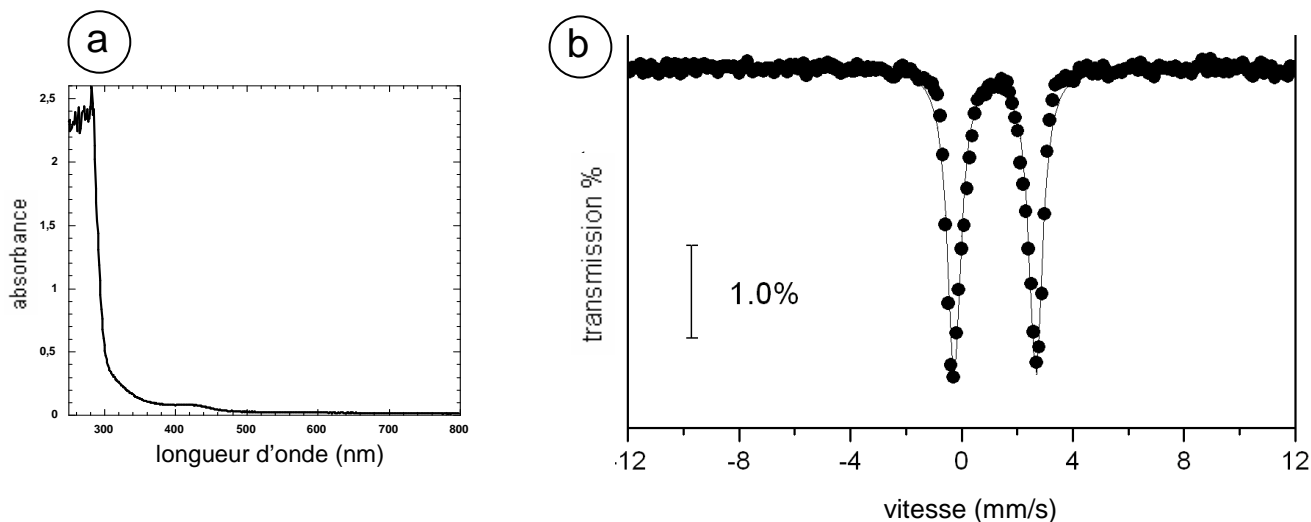 a
2,5
2
1,5
1
0,5
0
absorbance
300 400 500 600 700 800
longueur d'onde (nm)
b
transmission %
1.0%
-12 -8 -4 0 4 8 12
vitesse (mm/s)